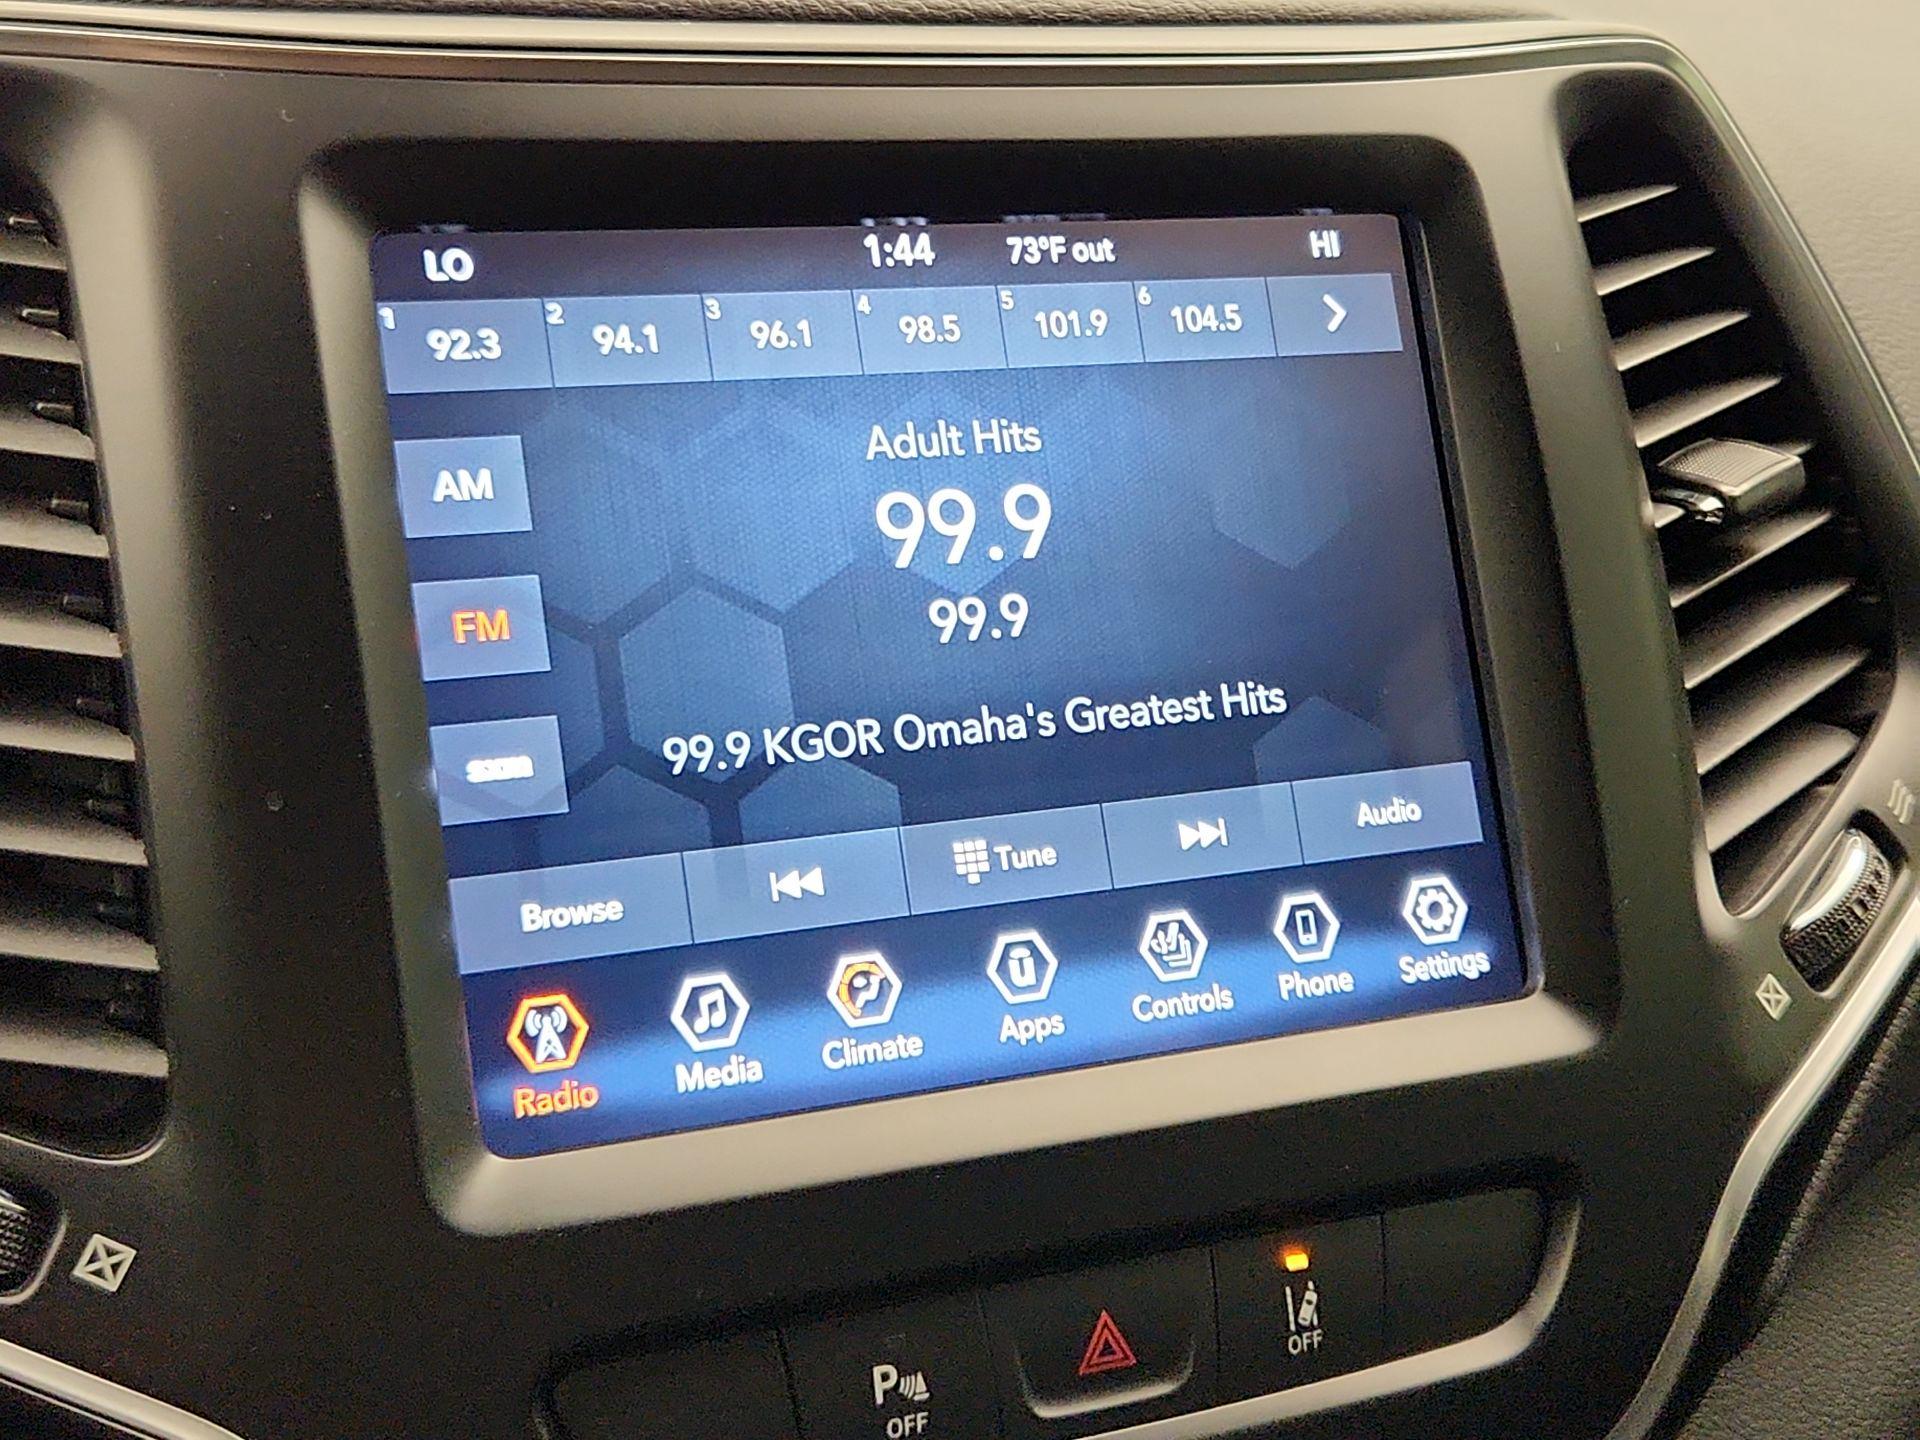 LO 1:44 73°F out HI
1 92.3 2 94.1 3 96.1 4 98.5 5 101.9 6 104.5
Adult Hits
AM
99.9
FM
99.9
99.9 KGOR Omaha's Greatest Hits
sxm
Browse Tune Audio
Radio Media Climate Apps Controls Phone Settings
P OFF
OFF